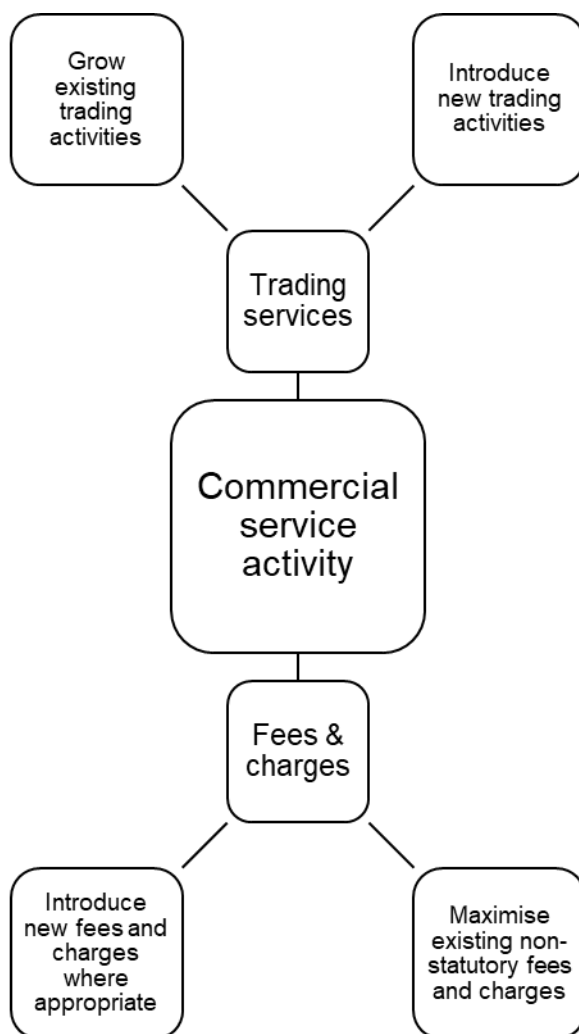 Grow
existing
trading
activities
Introduce
new trading
activities
Trading
services
Commercial
service
activity
Fees &
charges
Introduce
new fees and
charges
where
appropriate
Maximise
existing non-
statutory fees
and charges